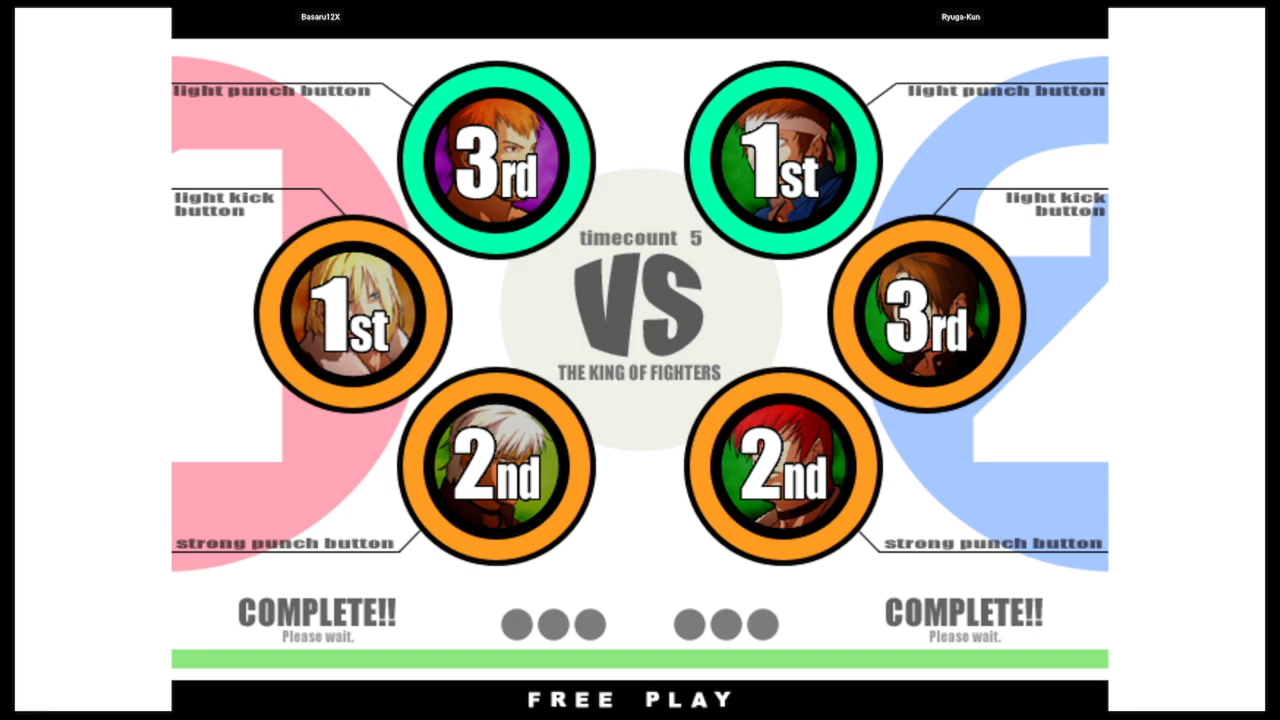 Basaru12X
Ryuga-Kun
light punch button
light punch button
3rd
1st
light kick
button
light kick
button
timecount 5
VS
THE KING OF FIGHTERS
1st
3rd
2nd
2nd
strong punch button
strong punch button
COMPLETE!!
Please wait.
COMPLETE!!
Please wait.
FREE PLAY